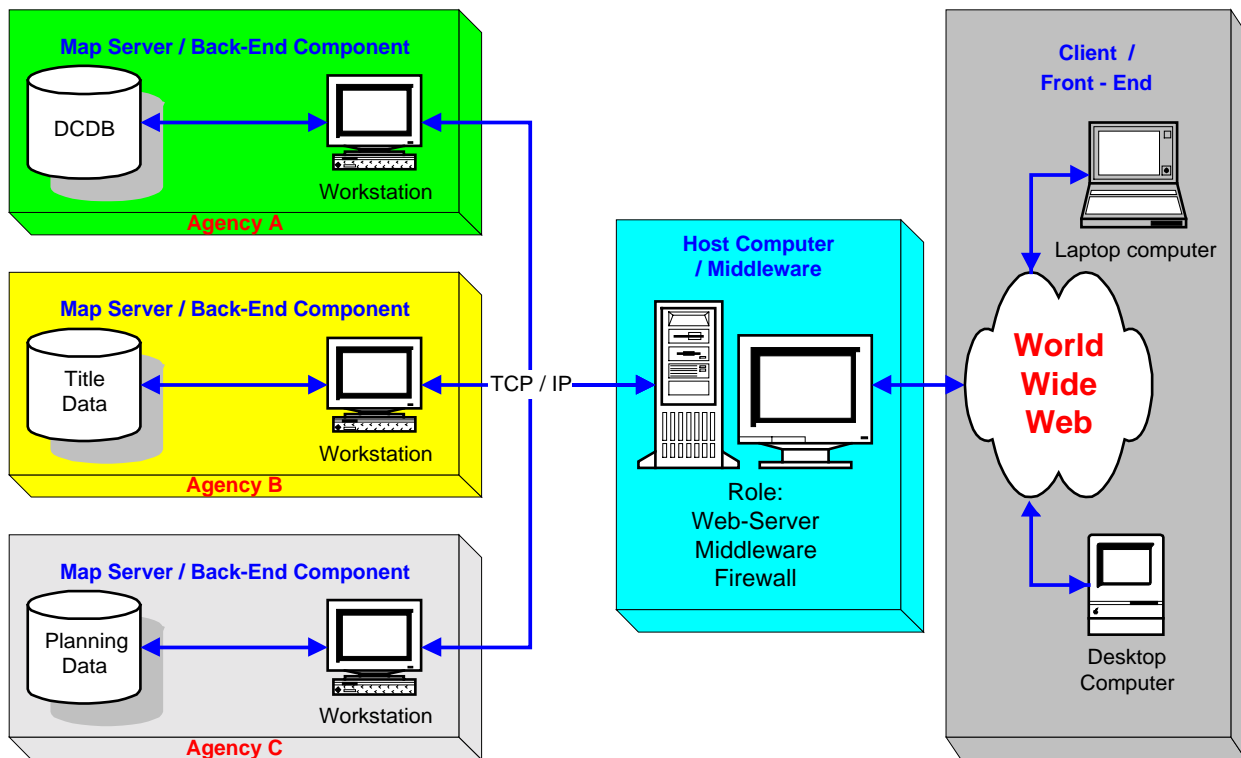 Map Server / Back-End Component
DCDB
Workstation
Agency A
Map Server / Back-End Component
Title
Data
Workstation
Agency B
Map Server / Back-End Component
Planning
Data
Workstation
Agency C
TCP / IP
Host Computer
/ Middleware
Role:
Web-Server
Middleware
Firewall
Client /
Front - End
Laptop computer
World
Wide
Web
Desktop
Computer